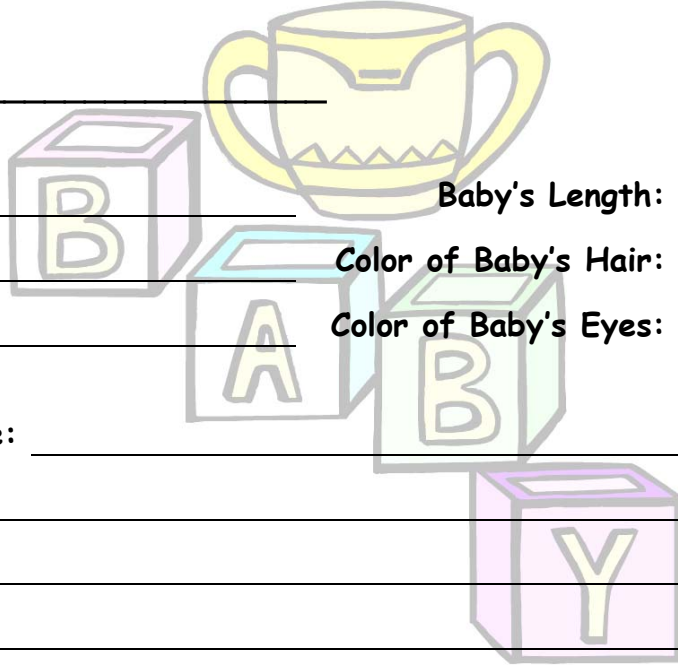 Baby's Length:
B
Color of Baby's Hair:
A
Color of Baby's Eyes:
B
e:
Y